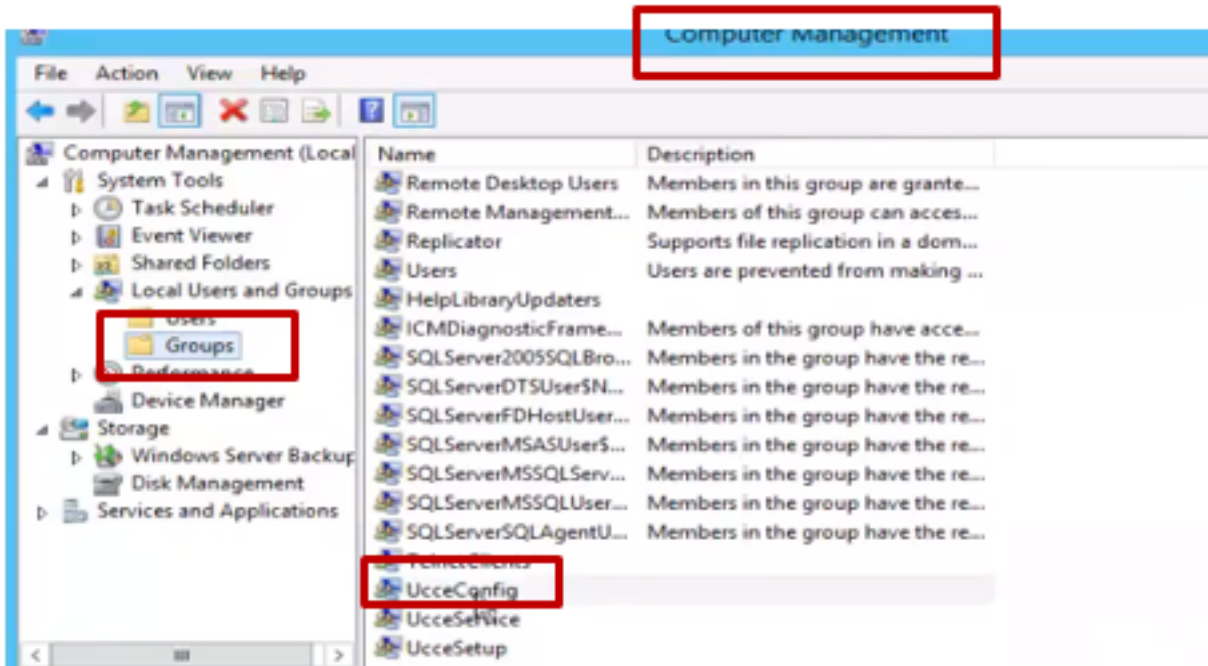 Computer Management
File Action View Help
Computer Management (Local
System Tools
Task Scheduler
Event Viewer
Shared Folders
Local Users and Groups
Users
Groups
Performance
Device Manager
Storage
Windows Server Backup
Disk Management
Services and Applications
Name Description
Remote Desktop Users Members in this group are grante...
Remote Management... Members of this group can acces...
Replicator Supports file replication in a dom...
Users Users are prevented from making ...
HelpLibraryUpdaters
ICMDiagnosticFrame... Members of this group have acce...
SQLServer2005SQLBro... Members in the group have the re...
SQLServerDTSUser$N... Members in the group have the re...
SQLServerFDHostUser... Members in the group have the re...
SQLServerMSASUser$... Members in the group have the re...
SQLServerMSSQLServ... Members in the group have the re...
SQLServerMSSQLUser... Members in the group have the re...
SQLServerSQLAgentU... Members in the group have the re...
TelnetClients
UcceConfig
UcceService
UcceSetup